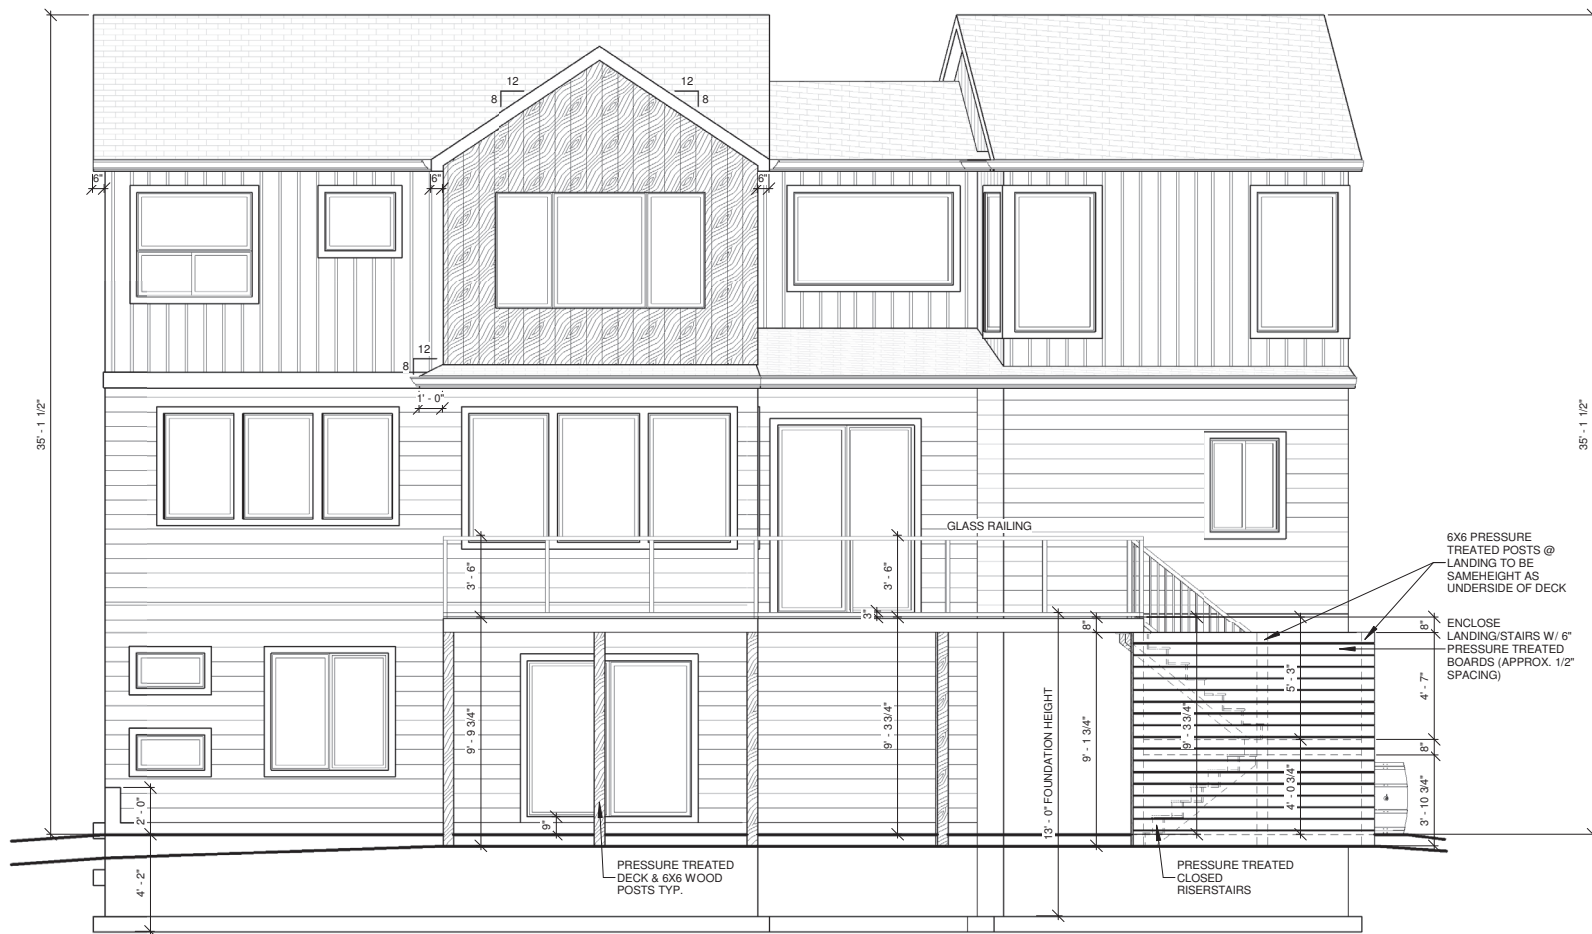 12
8
12
8
6"
6"
6"
12
8
1' - 0"
35' - 1 1/2"
35' - 1 1/2"
GLASS RAILING
3' - 6"
3' - 6"
3"
6X6 PRESSURE
TREATED POSTS @
LANDING TO BE
SAMEHEIGHT AS
UNDERSIDE OF DECK
8"
8"
ENCLOSE
LANDING/STAIRS W/ 6"
PRESSURE TREATED
BOARDS (APPROX. 1/2"
SPACING)
5' - 3"
4' - 7"
9' - 9 3/4"
9' - 3 3/4"
13' - 0" FOUNDATION HEIGHT
9' - 1 3/4"
9' - 3 3/4"
8"
4' - 0 3/4"
3' - 10 3/4"
2' - 0"
9"
4' - 2"
PRESSURE TREATED
DECK & 6X6 WOOD
POSTS TYP.
PRESSURE TREATED
CLOSED
RISERSTAIRS